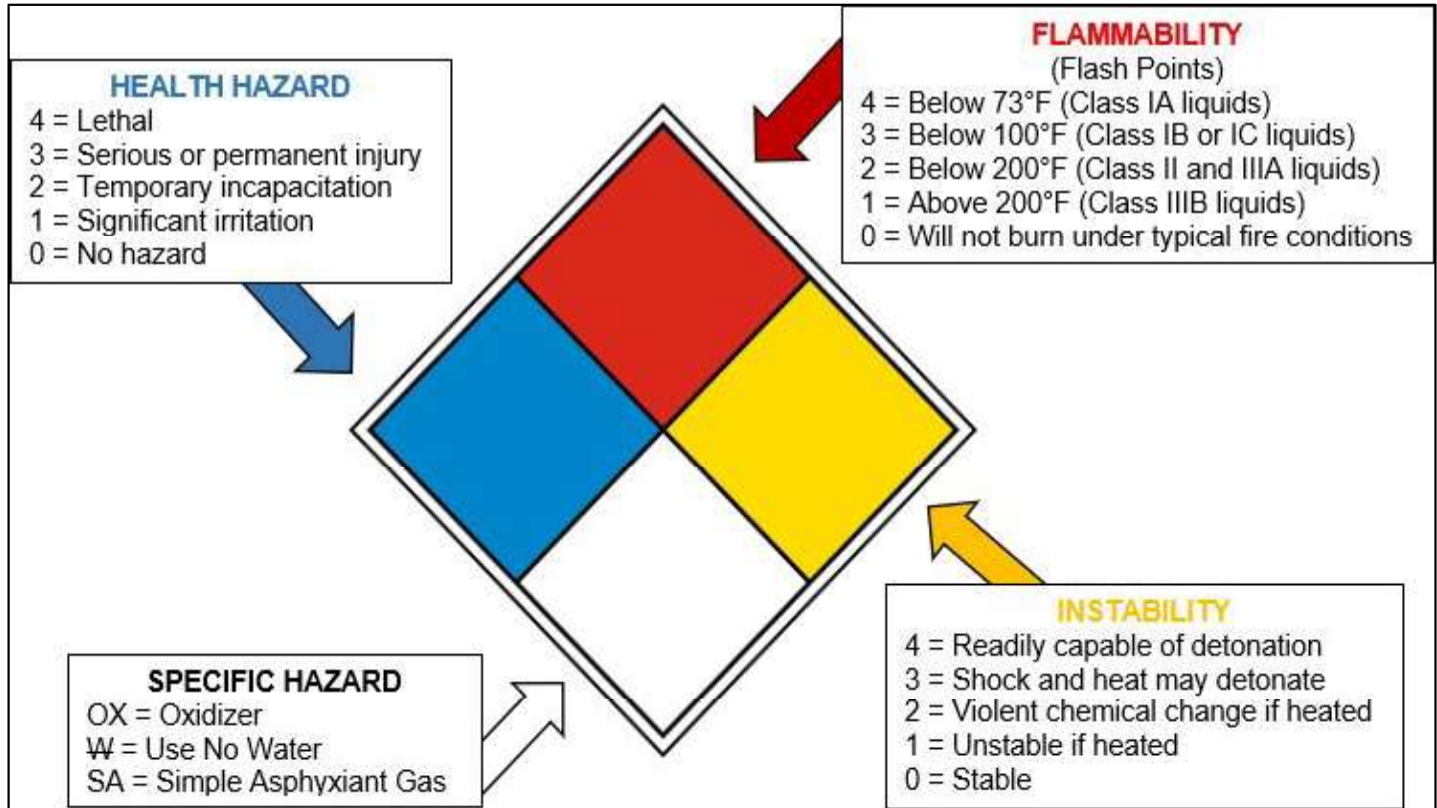 HEALTH HAZARD
4 = Lethal
3 = Serious or permanent injury
2 = Temporary incapacitation
1 = Significant irritation
0 = No hazard
FLAMMABILITY
(Flash Points)
4 = Below 73°F (Class IA liquids)
3 = Below 100°F (Class IB or IC liquids)
2 = Below 200°F (Class II and IIIA liquids)
1 = Above 200°F (Class IIIB liquids)
0 = Will not burn under typical fire conditions
SPECIFIC HAZARD
OX = Oxidizer
W̶ = Use No Water
SA = Simple Asphyxiant Gas
INSTABILITY
4 = Readily capable of detonation
3 = Shock and heat may detonate
2 = Violent chemical change if heated
1 = Unstable if heated
0 = Stable